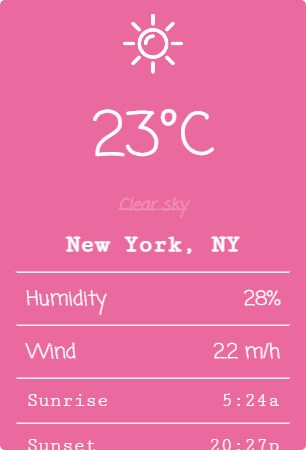 23°C
Clear sky
New York, NY
Humidity 28%
Wind 2.2 m/h
Sunrise 5:24a
Sunset 20:27p